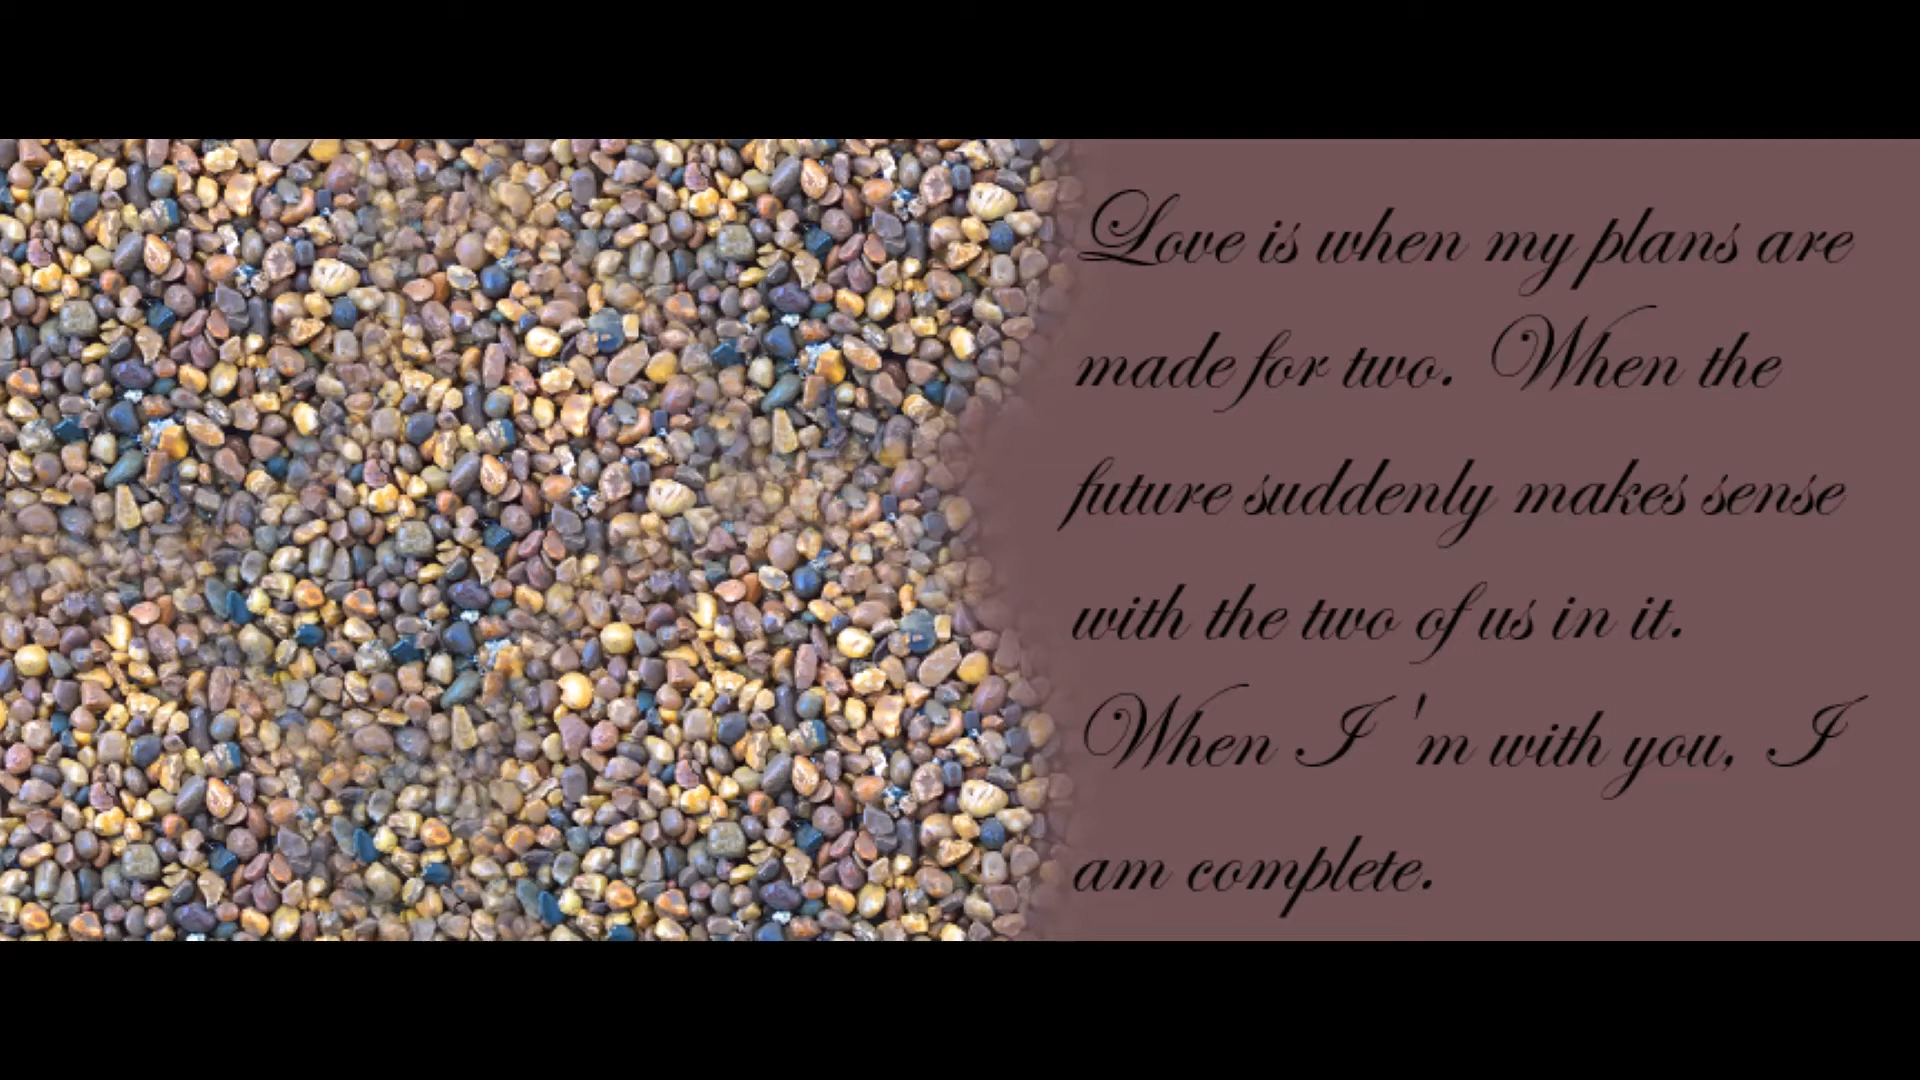 Love is when my plans are
made for two. When the
future suddenly makes sense
with the two of us in it.
When I 'm with you, I
am complete.